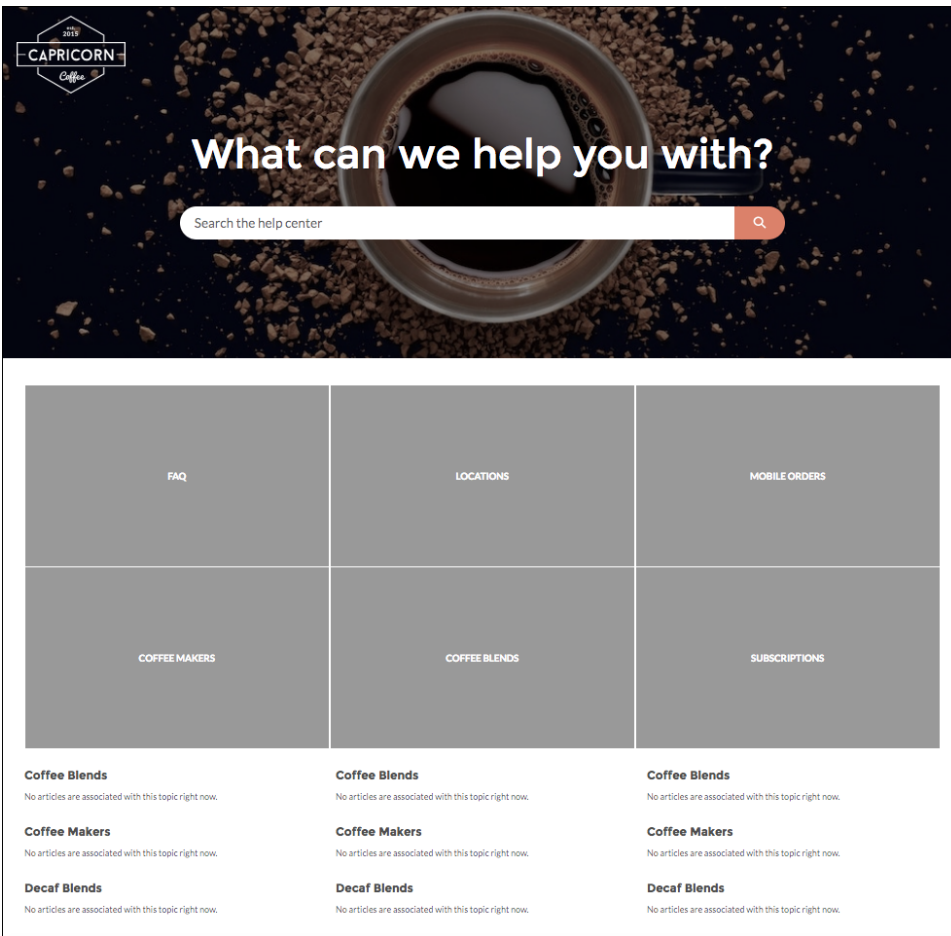 EST.
2015
CAPRICORN
Coffee
What can we help you with?
Search the help center
FAQ
LOCATIONS
MOBILE ORDERS
COFFEE MAKERS
COFFEE BLENDS
SUBSCRIPTIONS
Coffee Blends
No articles are associated with this topic right now.
Coffee Makers
No articles are associated with this topic right now.
Decaf Blends
No articles are associated with this topic right now.
Coffee Blends
No articles are associated with this topic right now.
Coffee Makers
No articles are associated with this topic right now.
Decaf Blends
No articles are associated with this topic right now.
Coffee Blends
No articles are associated with this topic right now.
Coffee Makers
No articles are associated with this topic right now.
Decaf Blends
No articles are associated with this topic right now.